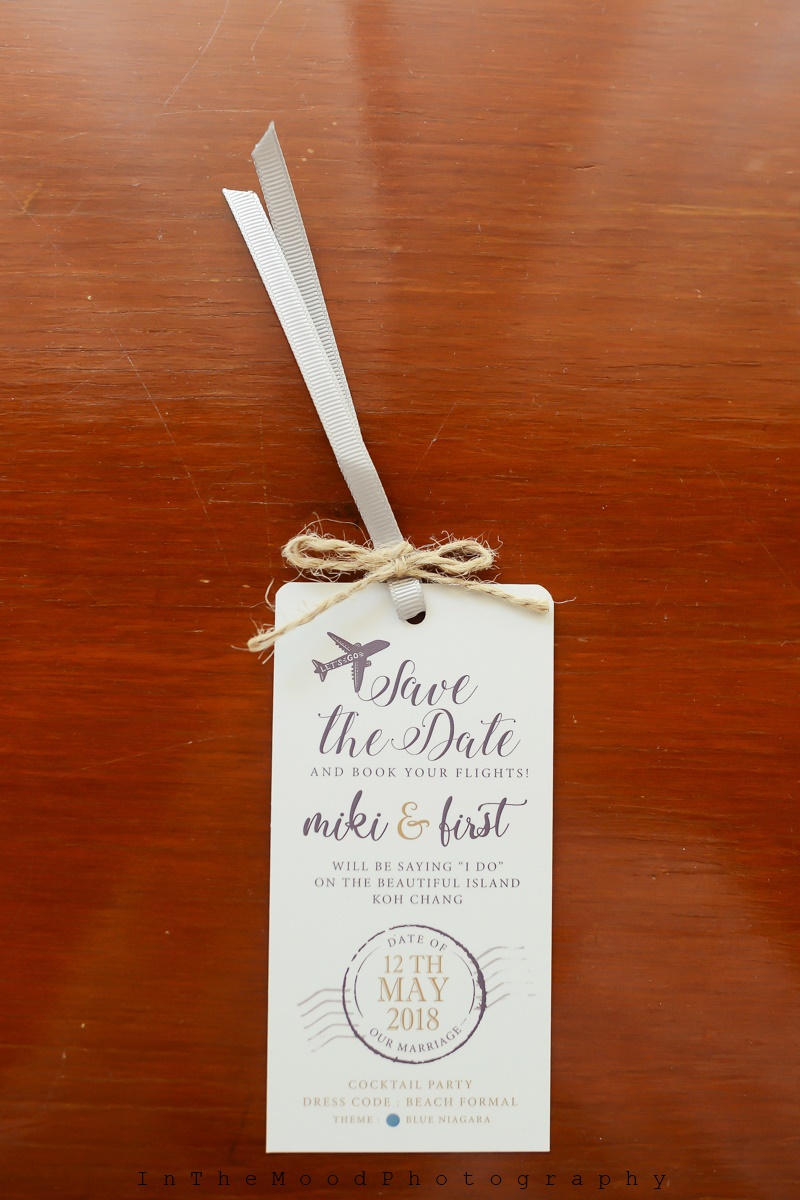 LET'S GO
Save
the Date
AND BOOK YOUR FLIGHTS!
miki & first
WILL BE SAYING "I DO"
ON THE BEAUTIFUL ISLAND
KOH CHANG
DATE OF
12 TH
MAY
2018
OUR MARRIAGE
COCKTAIL PARTY
DRESS CODE : BEACH FORMAL
THEME : BLUE NIAGARA
InTheMoodPhotography